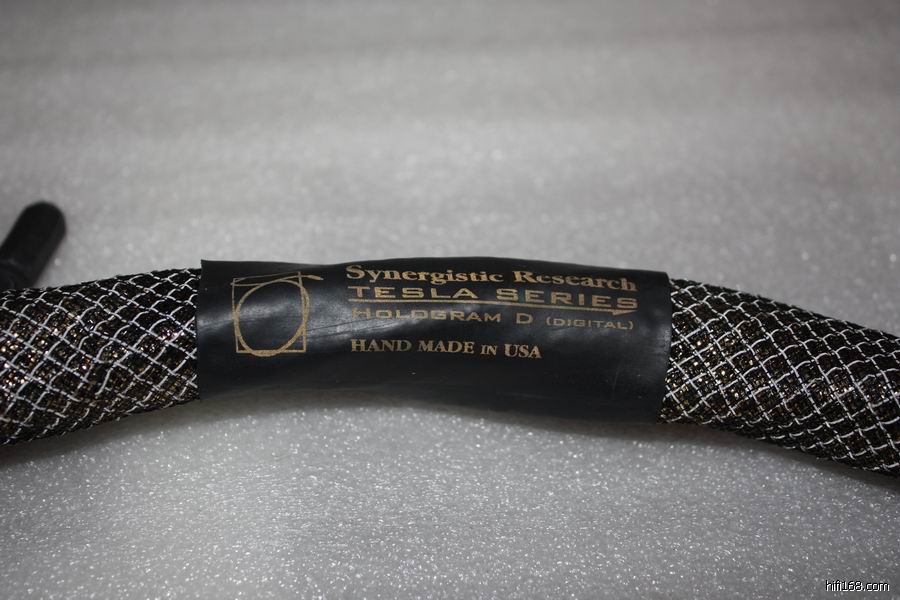 Synergistic Research
TESLA SERIES
HOLOGRAM D (DIGITAL)
HAND MADE IN USA
hifi168.com